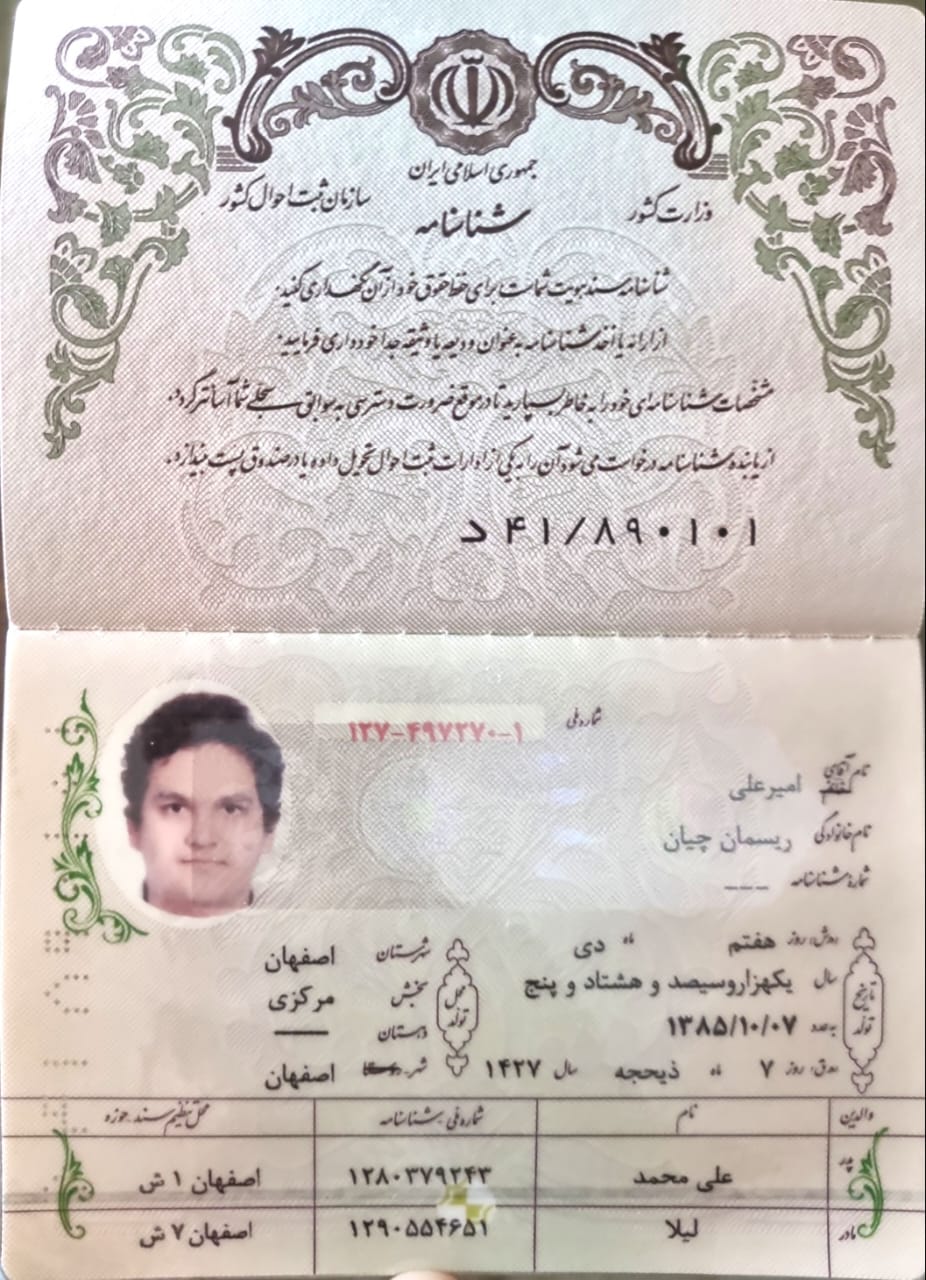 جمهوری اسلامی ایران
وزارت کشور
سازمان ثبت احوال کشور
شناسنامه
شناسنامه سند هویت شماست برای حفظ حقوق خود از آن نگهداری کنید.
از ارائه یا اخذ شناسنامه به عنوان ودیعه یا وثیقه جدا خودداری فرمایید.
مشخصات شناسنامه‌ای خود را به خاطر بسپارید تا در موقع ضرورت دسترسی به سوابق سجلی شما آسانتر گردد.
از یابنده شناسنامه درخواست می‌شود آن را به یکی از ادارات ثبت احوال تحویل داده یا در صندوق پست بیندازد.
د ۴۱/۸۹۰۱۰۱
شماره ملی ۱۲۷-۴۹۷۲۷۰-۱
نام آقای امیرعلی
نام خانوادگی ریسمان چیان
شماره شناسنامه ---
تاریخ تولد
ه‍.ش: روز هفتم ماه دی
سال یکهزاروسیصد و هشتاد و پنج
به عدد ۱۳۸۵/۱۰/۰۷
ه‍.ق: روز ۷ ماه ذیحجه سال ۱۴۲۷
محل تولد
شهرستان اصفهان
بخش مرکزی
دهستان ---
شهر اصفهان
والدین نام شماره ملی-شناسنامه محل تنظیم سند-حوزه
پدر علی محمد ۱۲۸۰۳۷۹۲۴۳ اصفهان ۱ ش
مادر لیلا ۱۲۹۰۵۵۴۶۵۱ اصفهان ۷ ش